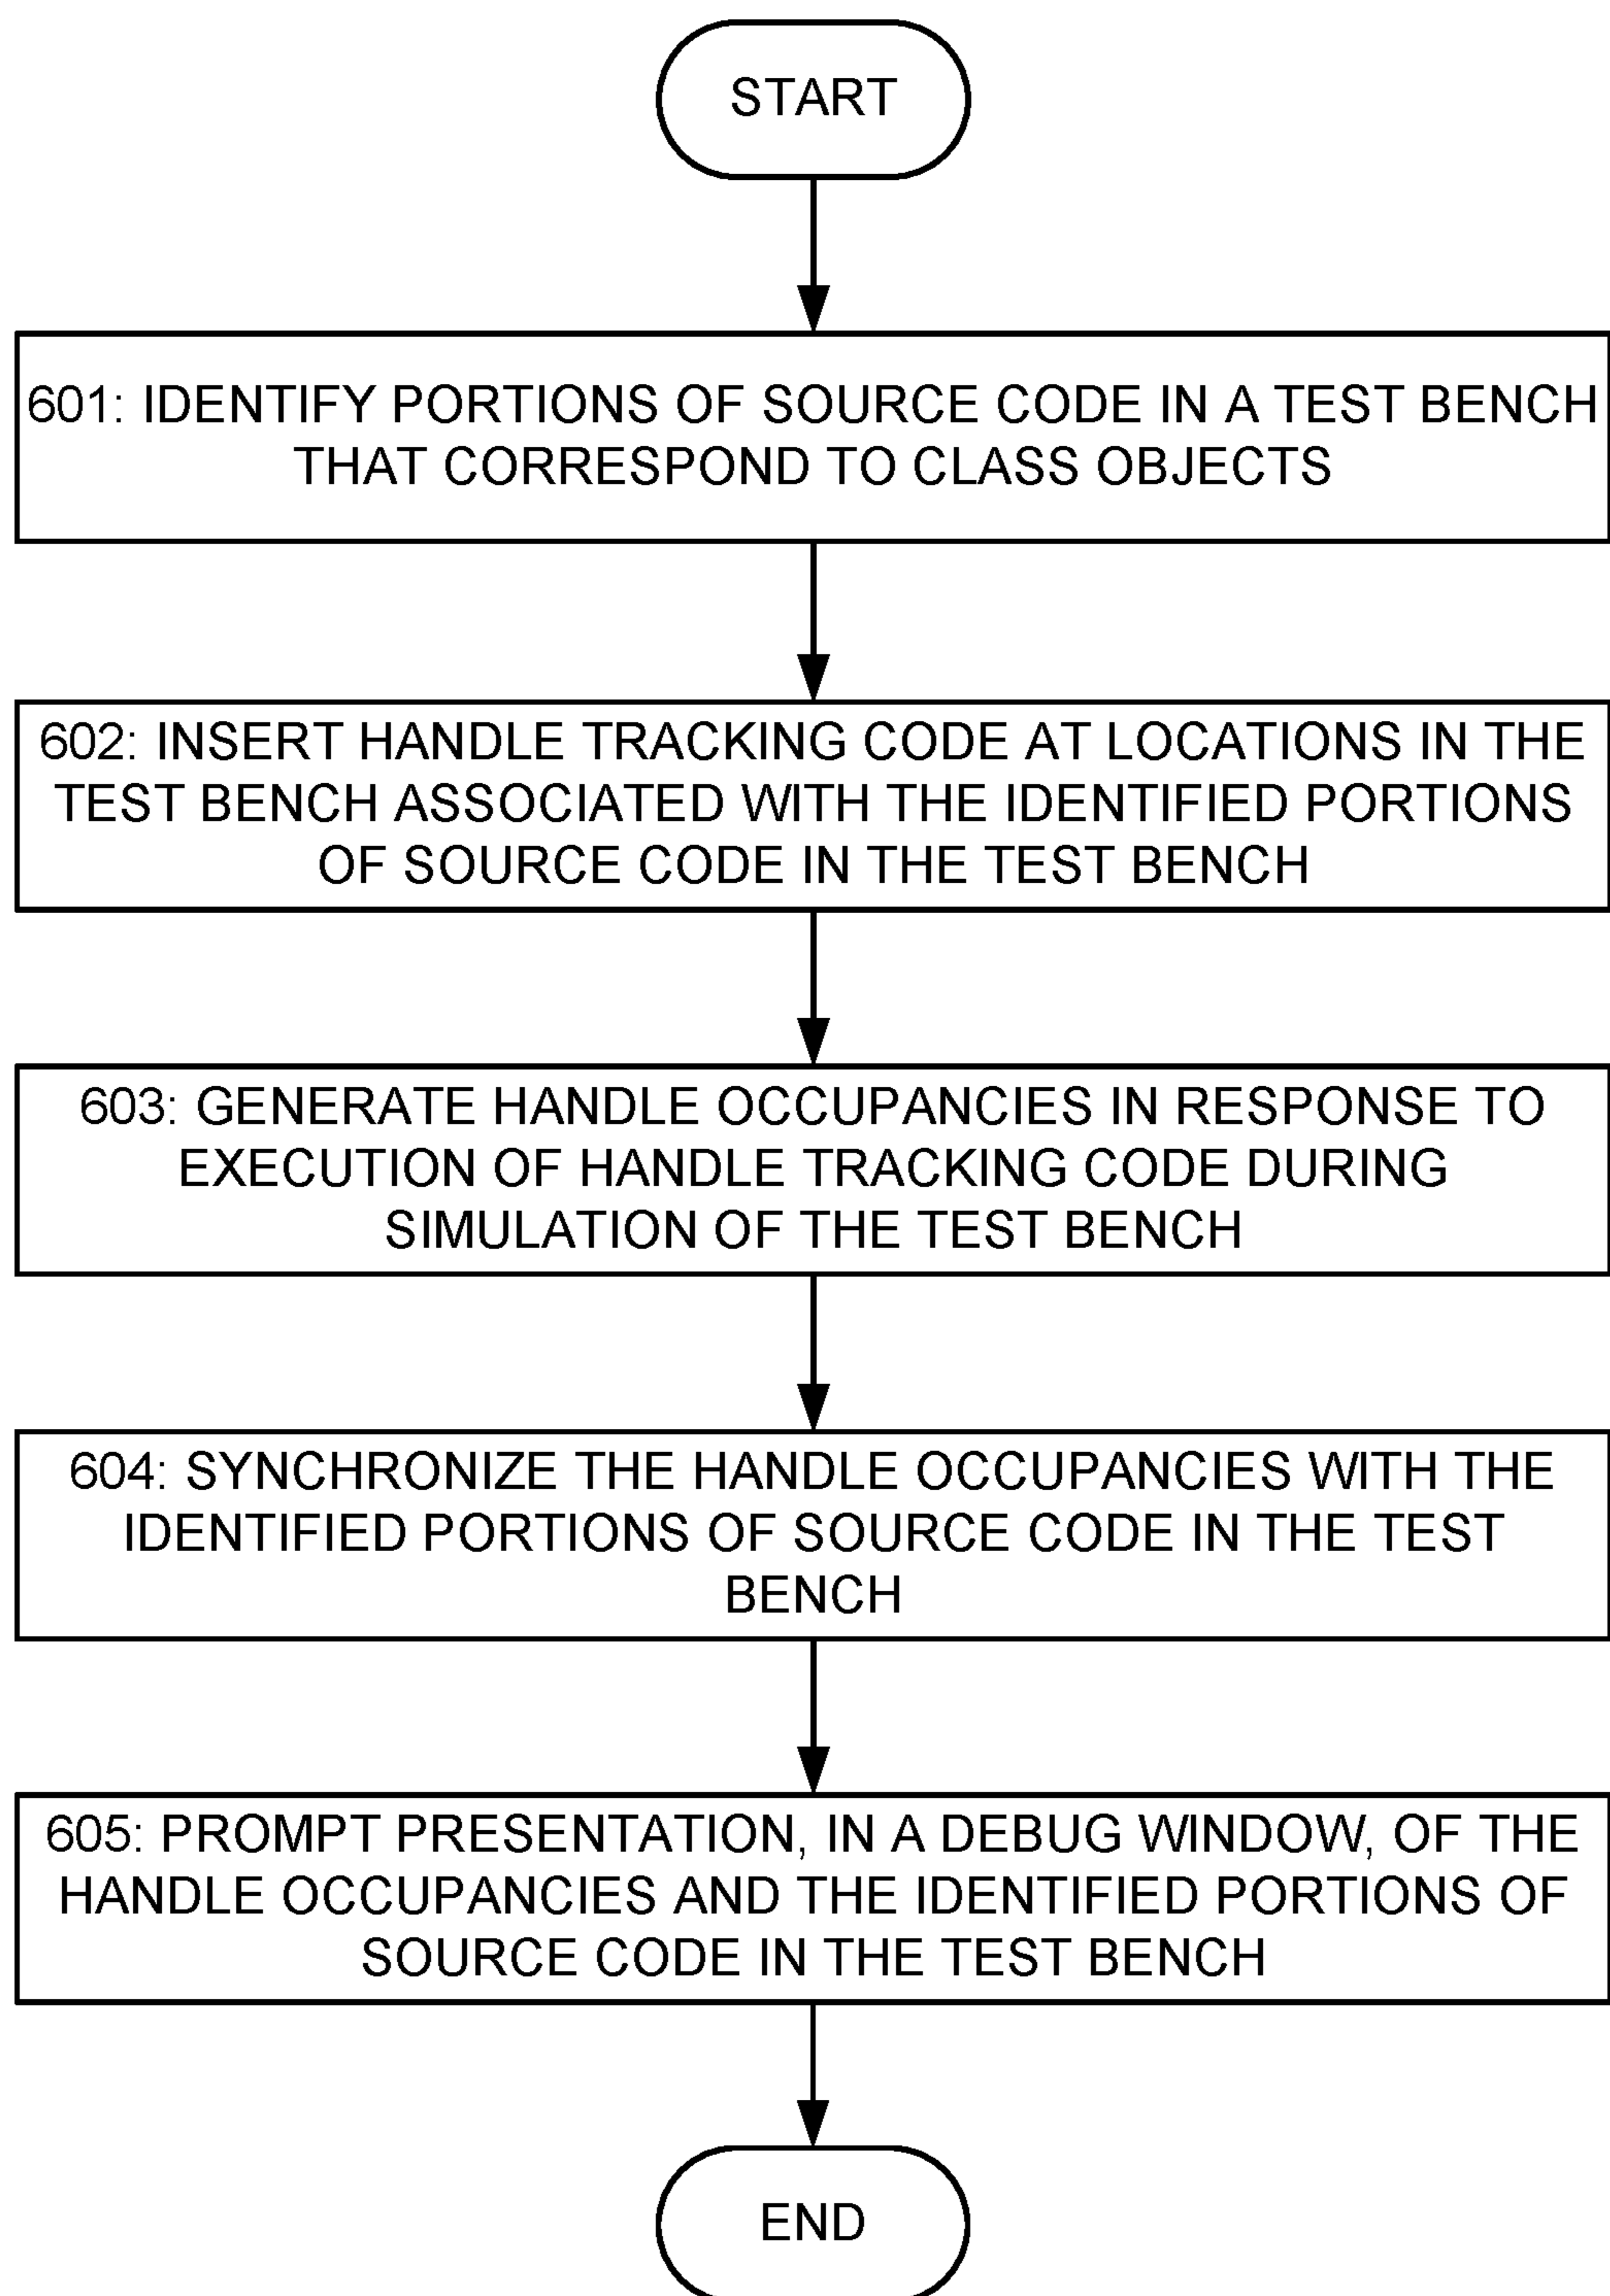 START
601: IDENTIFY PORTIONS OF SOURCE CODE IN A TEST BENCH
THAT CORRESPOND TO CLASS OBJECTS
602: INSERT HANDLE TRACKING CODE AT LOCATIONS IN THE
TEST BENCH ASSOCIATED WITH THE IDENTIFIED PORTIONS
OF SOURCE CODE IN THE TEST BENCH
603: GENERATE HANDLE OCCUPANCIES IN RESPONSE TO
EXECUTION OF HANDLE TRACKING CODE DURING
SIMULATION OF THE TEST BENCH
604: SYNCHRONIZE THE HANDLE OCCUPANCIES WITH THE
IDENTIFIED PORTIONS OF SOURCE CODE IN THE TEST
BENCH
605: PROMPT PRESENTATION, IN A DEBUG WINDOW, OF THE
HANDLE OCCUPANCIES AND THE IDENTIFIED PORTIONS OF
SOURCE CODE IN THE TEST BENCH
END